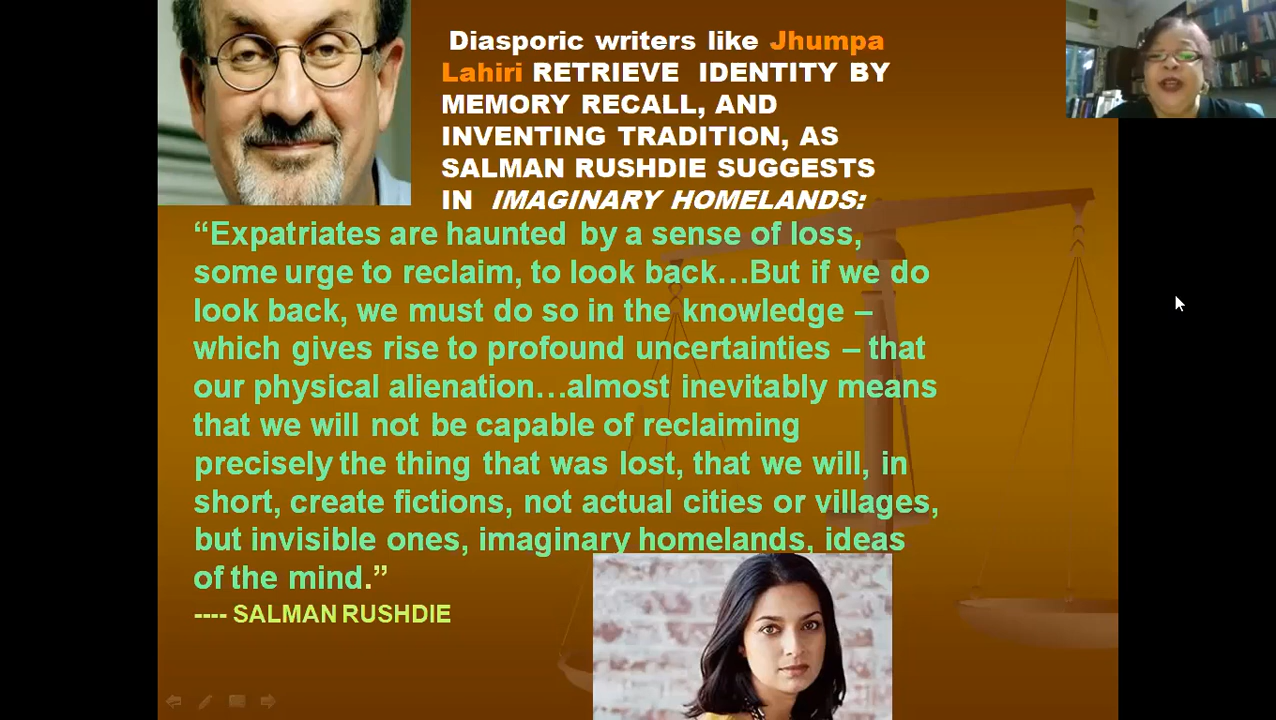 Diasporic writers like Jhumpa
Lahiri RETRIEVE IDENTITY BY
MEMORY RECALL, AND
INVENTING TRADITION, AS
SALMAN RUSHDIE SUGGESTS
IN IMAGINARY HOMELANDS:
“Expatriates are haunted by a sense of loss,
some urge to reclaim, to look back…But if we do
look back, we must do so in the knowledge –
which gives rise to profound uncertainties – that
our physical alienation…almost inevitably means
that we will not be capable of reclaiming
precisely the thing that was lost, that we will, in
short, create fictions, not actual cities or villages,
but invisible ones, imaginary homelands, ideas
of the mind.”
---- SALMAN RUSHDIE